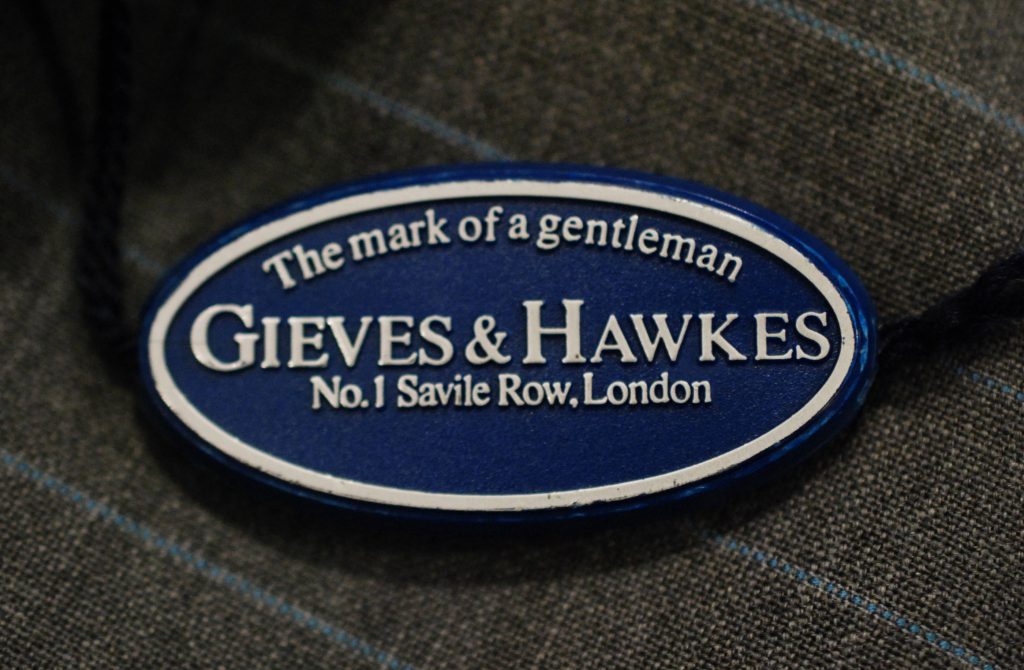 The mark of a gentleman
GIEVES & HAWKES
No.1 Savile Row, London